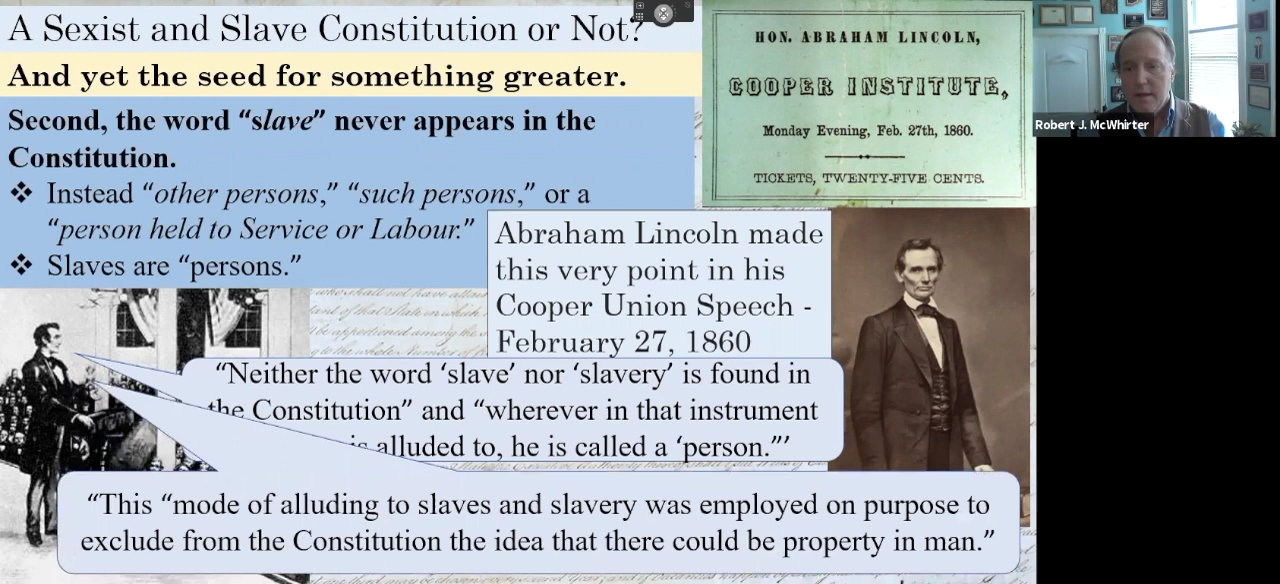 A Sexist and Slave Constitution or Not?
And yet the seed for something greater.
Second, the word “slave” never appears in the
Constitution.
❖ Instead “other persons,” “such persons,” or a
“person held to Service or Labour.”
❖ Slaves are “persons.”
HON. ABRAHAM LINCOLN,
COOPER INSTITUTE,
Monday Evening, Feb. 27th, 1860.
TICKETS, TWENTY-FIVE CENTS.
Robert J. McWhirter
Abraham Lincoln made
this very point in his
Cooper Union Speech -
February 27, 1860
“Neither the word ‘slave’ nor ‘slavery’ is found in
the Constitution” and “wherever in that instrument
is alluded to, he is called a ‘person.”’
“This “mode of alluding to slaves and slavery was employed on purpose to
exclude from the Constitution the idea that there could be property in man.”